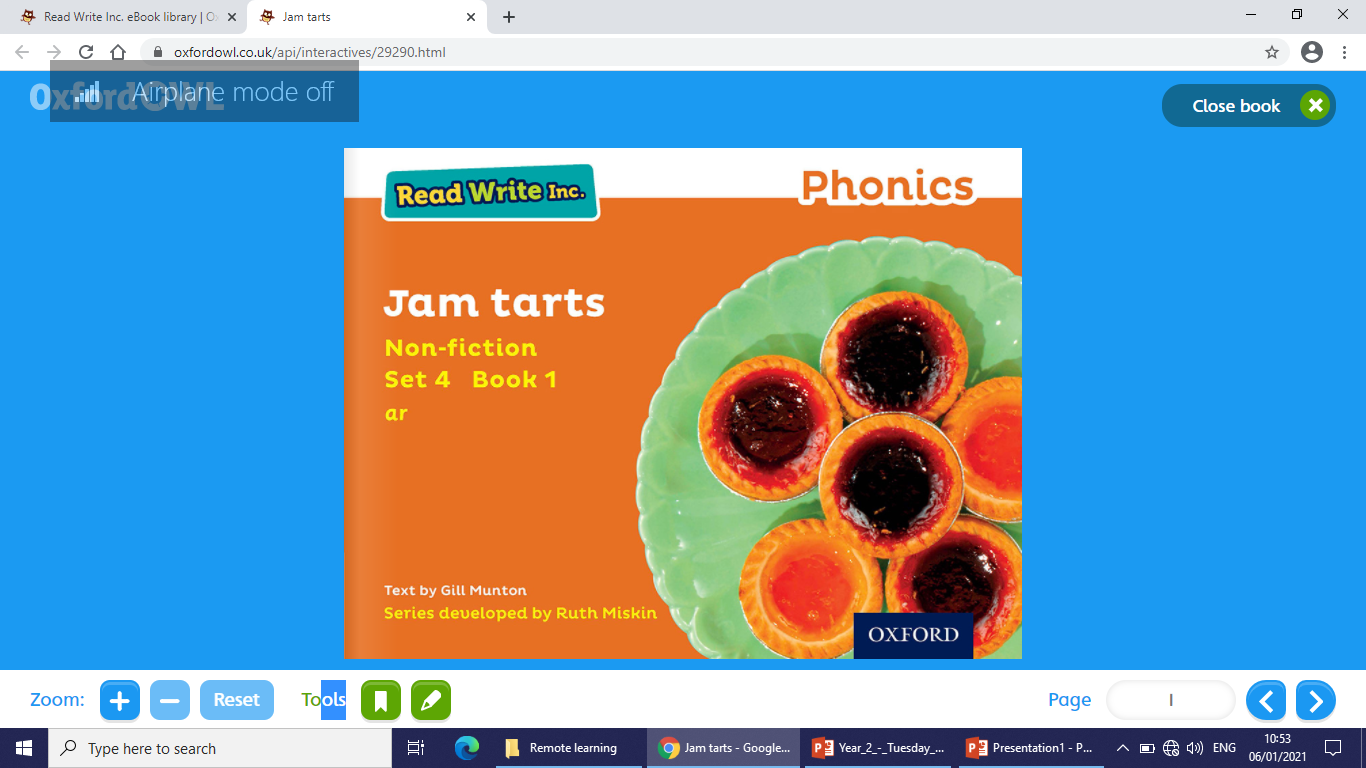 Read Write Inc. eBook library | O
Jam tarts
oxfordowl.co.uk/api/interactives/29290.html
OxfordOWL
Airplane mode off
Close book
Read Write Inc.
Phonics
Jam tarts
Non-fiction
Set 4 Book 1
ar
Text by Gill Munton
Series developed by Ruth Miskin
OXFORD
Zoom:
Reset
Tools
Page
1
Type here to search
Remote learning
Jam tarts - Google...
Year_2_-_Tuesday_...
Presentation1 - P...
ENG
10:53
06/01/2021